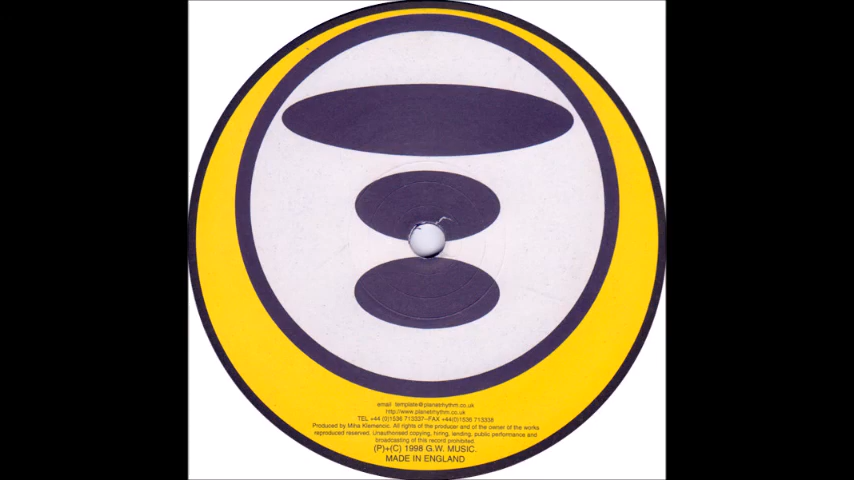 email template@planetrhythm.co.uk
http://www.planetrhythm.co.uk
TEL +44 (0)1536 713337--FAX +44(0)1536 713338
Produced by Miha Klemencic. All rights of the producer and of the owner of the works
reproduced reserved. Unauthorised copying, hiring, lending, public performance and
broadcasting of this record prohibited.
(P)+(C) 1998 G.W. MUSIC.
MADE IN ENGLAND